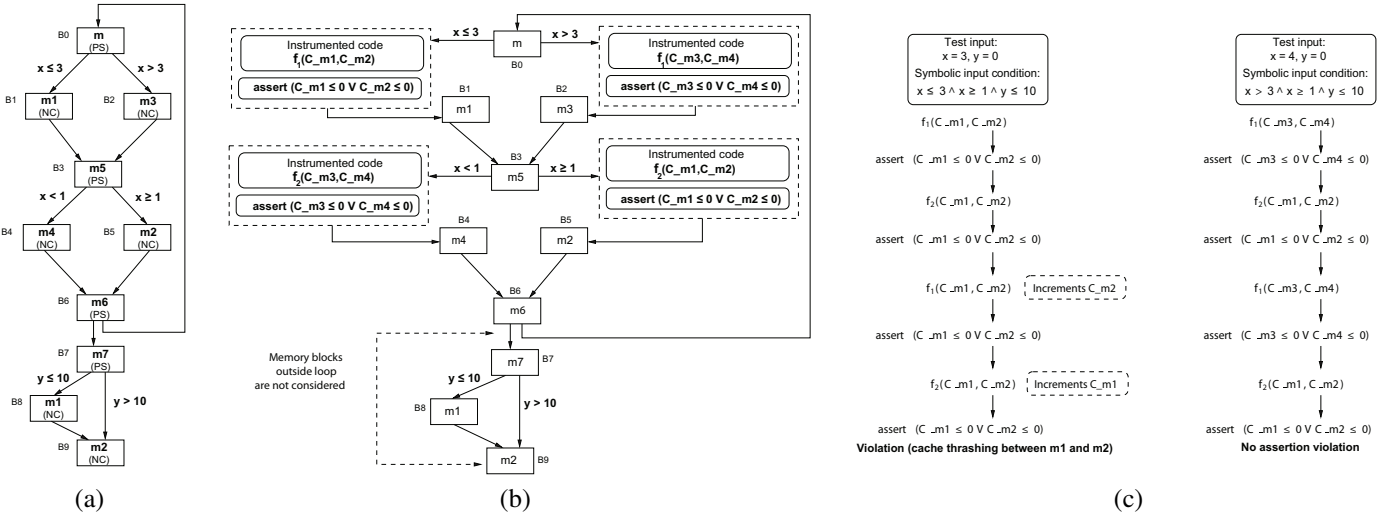 B0
m
(PS)
x ≤ 3
x > 3
B1
m1
(NC)
B2
m3
(NC)
B3
m5
(PS)
x < 1
x ≥ 1
B4
m4
(NC)
B5
m2
(NC)
B6
m6
(PS)
B7
m7
(PS)
y ≤ 10
y > 10
B8
m1
(NC)
B9
m2
(NC)
(a)
Instrumented code
f1(C_m1,C_m2)
assert (C_m1 ≤ 0 V C_m2 ≤ 0)
x ≤ 3
m
x > 3
B0
Instrumented code
f1(C_m3,C_m4)
assert (C_m3 ≤ 0 V C_m4 ≤ 0)
B1
m1
B2
m3
B3
m5
Instrumented code
f2(C_m3,C_m4)
assert (C_m3 ≤ 0 V C_m4 ≤ 0)
x < 1
x ≥ 1
Instrumented code
f2(C_m1,C_m2)
assert (C_m1 ≤ 0 V C_m2 ≤ 0)
B4
m4
B5
m2
B6
m6
Memory blocks
outside loop
are not considered
m7
B7
y ≤ 10
y > 10
B8
m1
m2
B9
(b)
Test input:
x = 3, y = 0
Symbolic input condition:
x ≤ 3 ^ x ≥ 1 ^ y ≤ 10
f1(C_m1, C_m2)
assert (C_m1 ≤ 0 V C_m2 ≤ 0)
f2(C_m1, C_m2)
assert (C_m1 ≤ 0 V C_m2 ≤ 0)
f1(C_m1, C_m2)
Increments C_m2
assert (C_m1 ≤ 0 V C_m2 ≤ 0)
f2(C_m1, C_m2)
Increments C_m1
assert (C_m1 ≤ 0 V C_m2 ≤ 0)
Violation (cache thrashing between m1 and m2)
Test input:
x = 4, y = 0
Symbolic input condition:
x > 3 ^ x ≥ 1 ^ y ≤ 10
f1(C_m3, C_m4)
assert (C_m3 ≤ 0 V C_m4 ≤ 0)
f2(C_m1, C_m2)
assert (C_m1 ≤ 0 V C_m2 ≤ 0)
f1(C_m3, C_m4)
assert (C_m3 ≤ 0 V C_m4 ≤ 0)
f2(C_m1, C_m2)
assert (C_m1 ≤ 0 V C_m2 ≤ 0)
No assertion violation
(c)